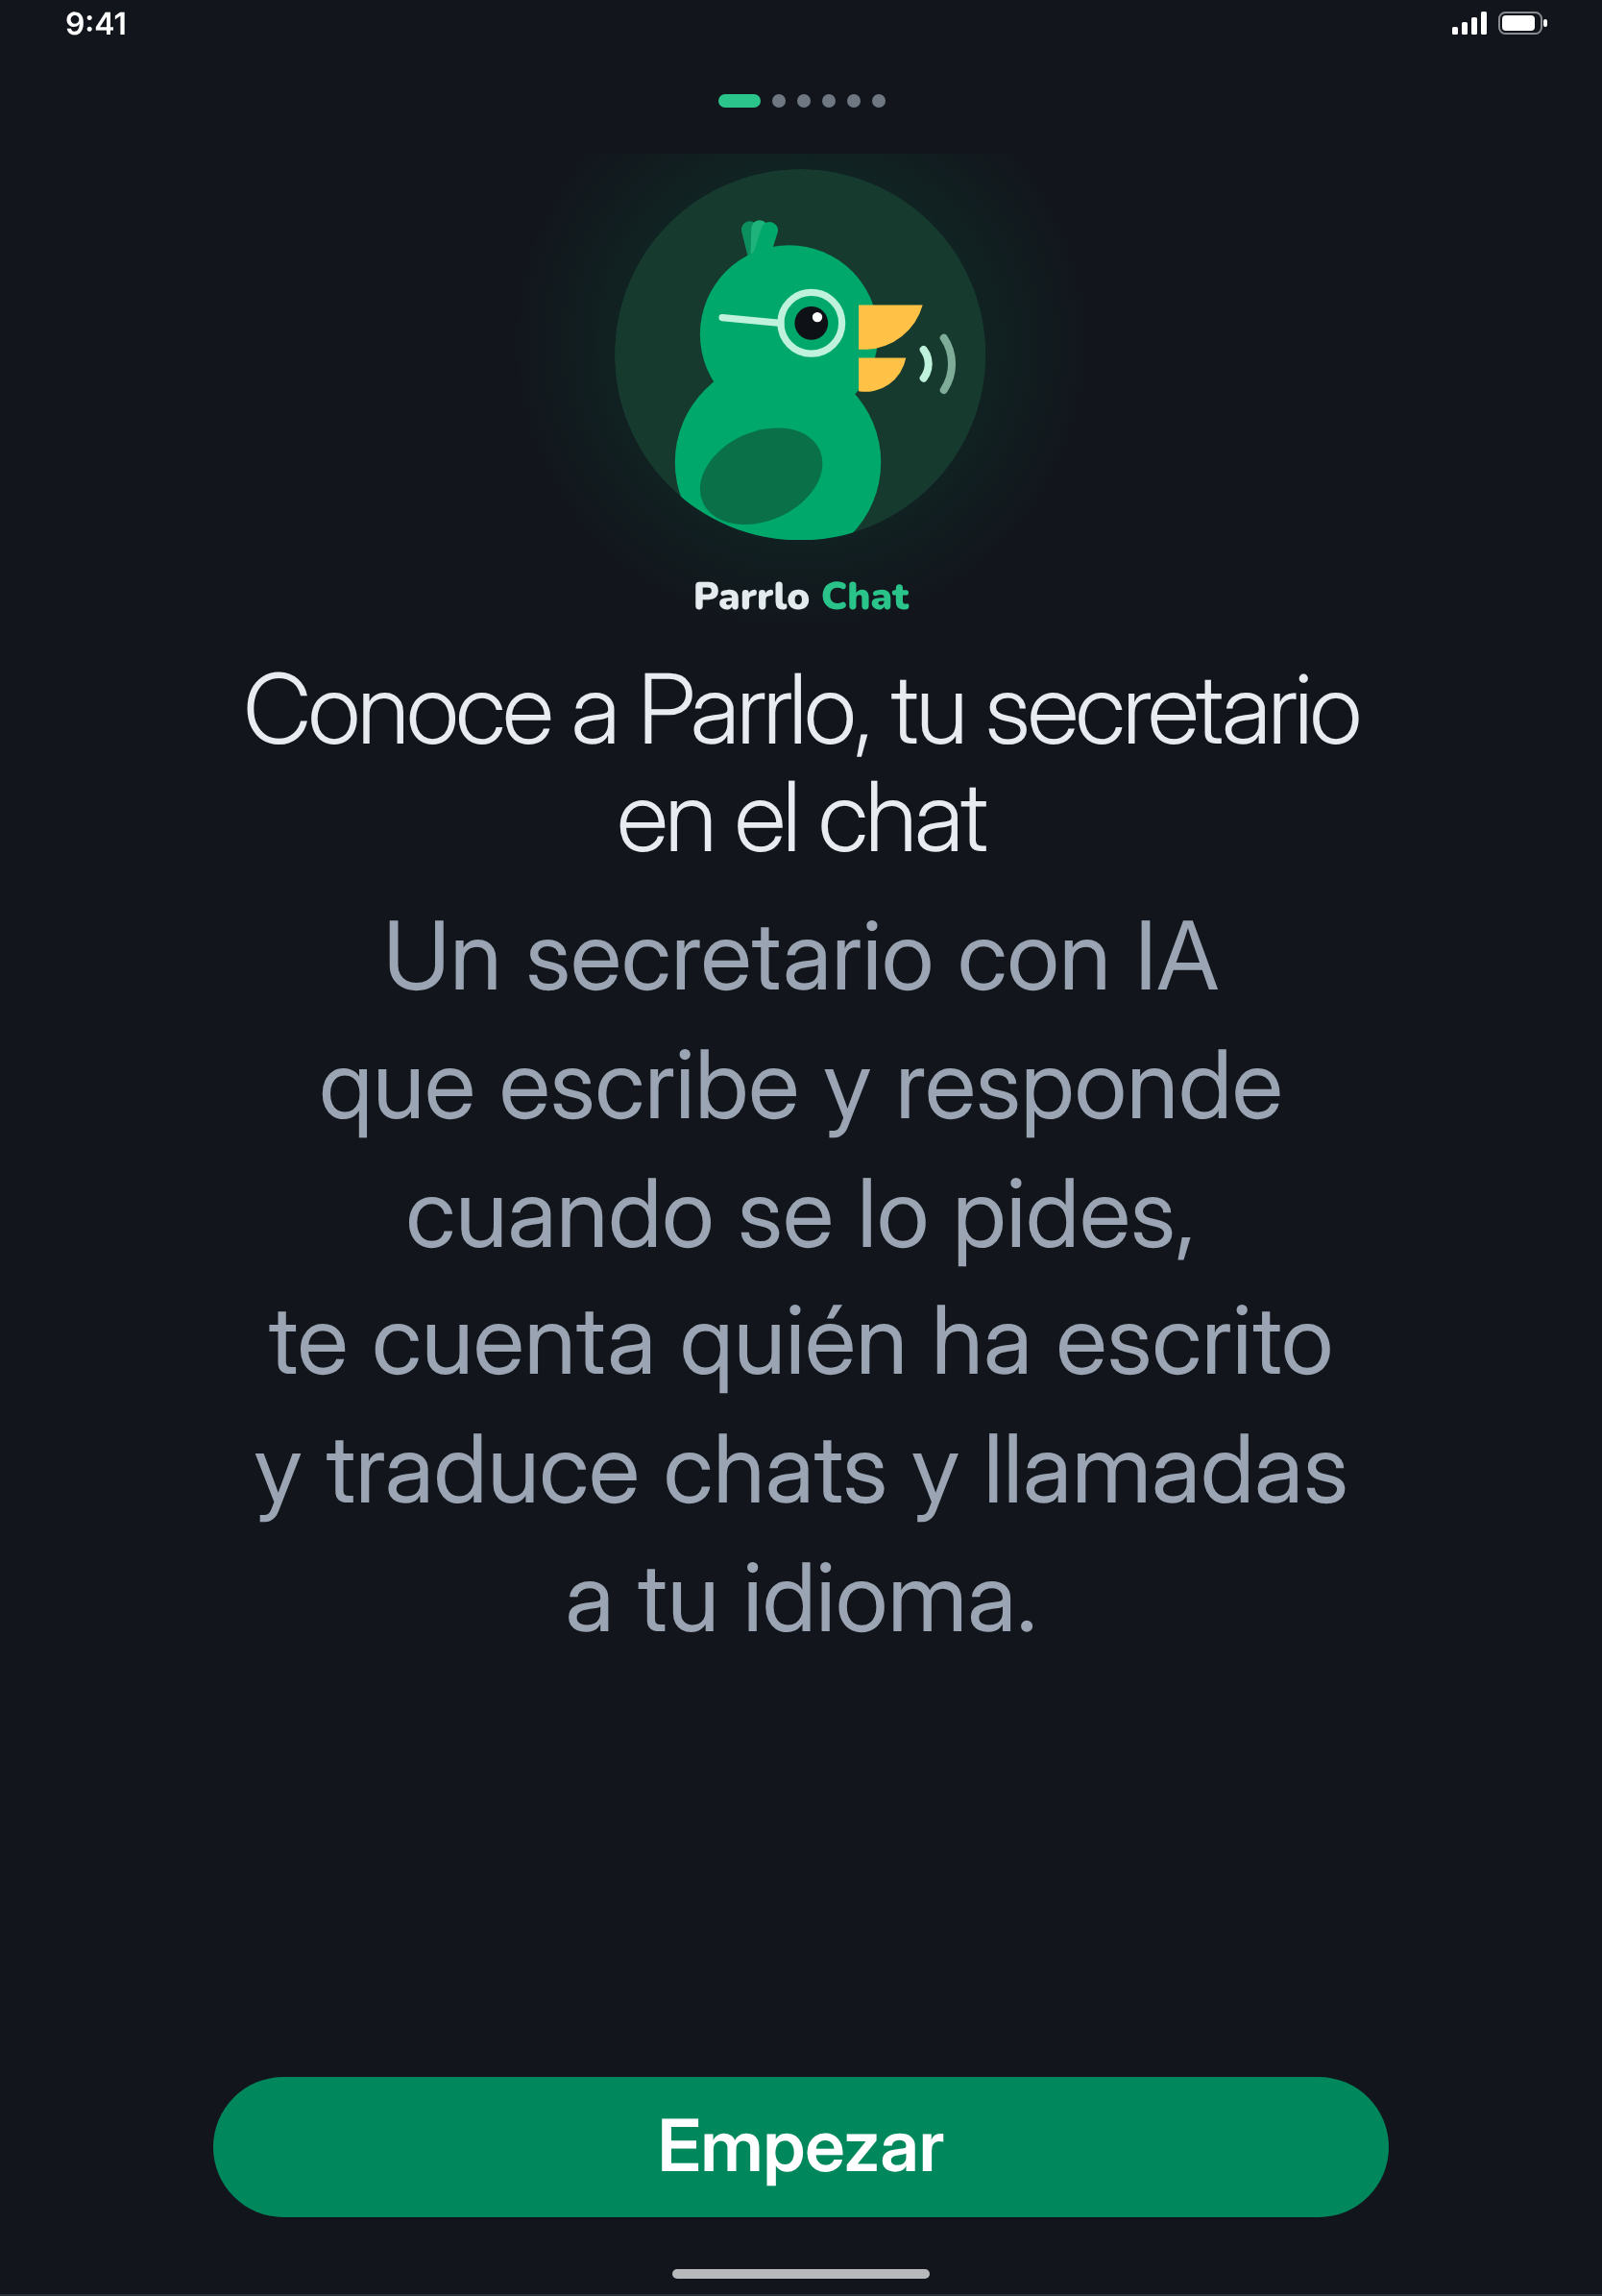 9:41
Parrlo Chat
Conoce a Parrlo, tu secretario
en el chat
Un secretario con IA
que escribe y responde
cuando se lo pides,
te cuenta quién ha escrito
y traduce chats y llamadas
a tu idioma.
Empezar